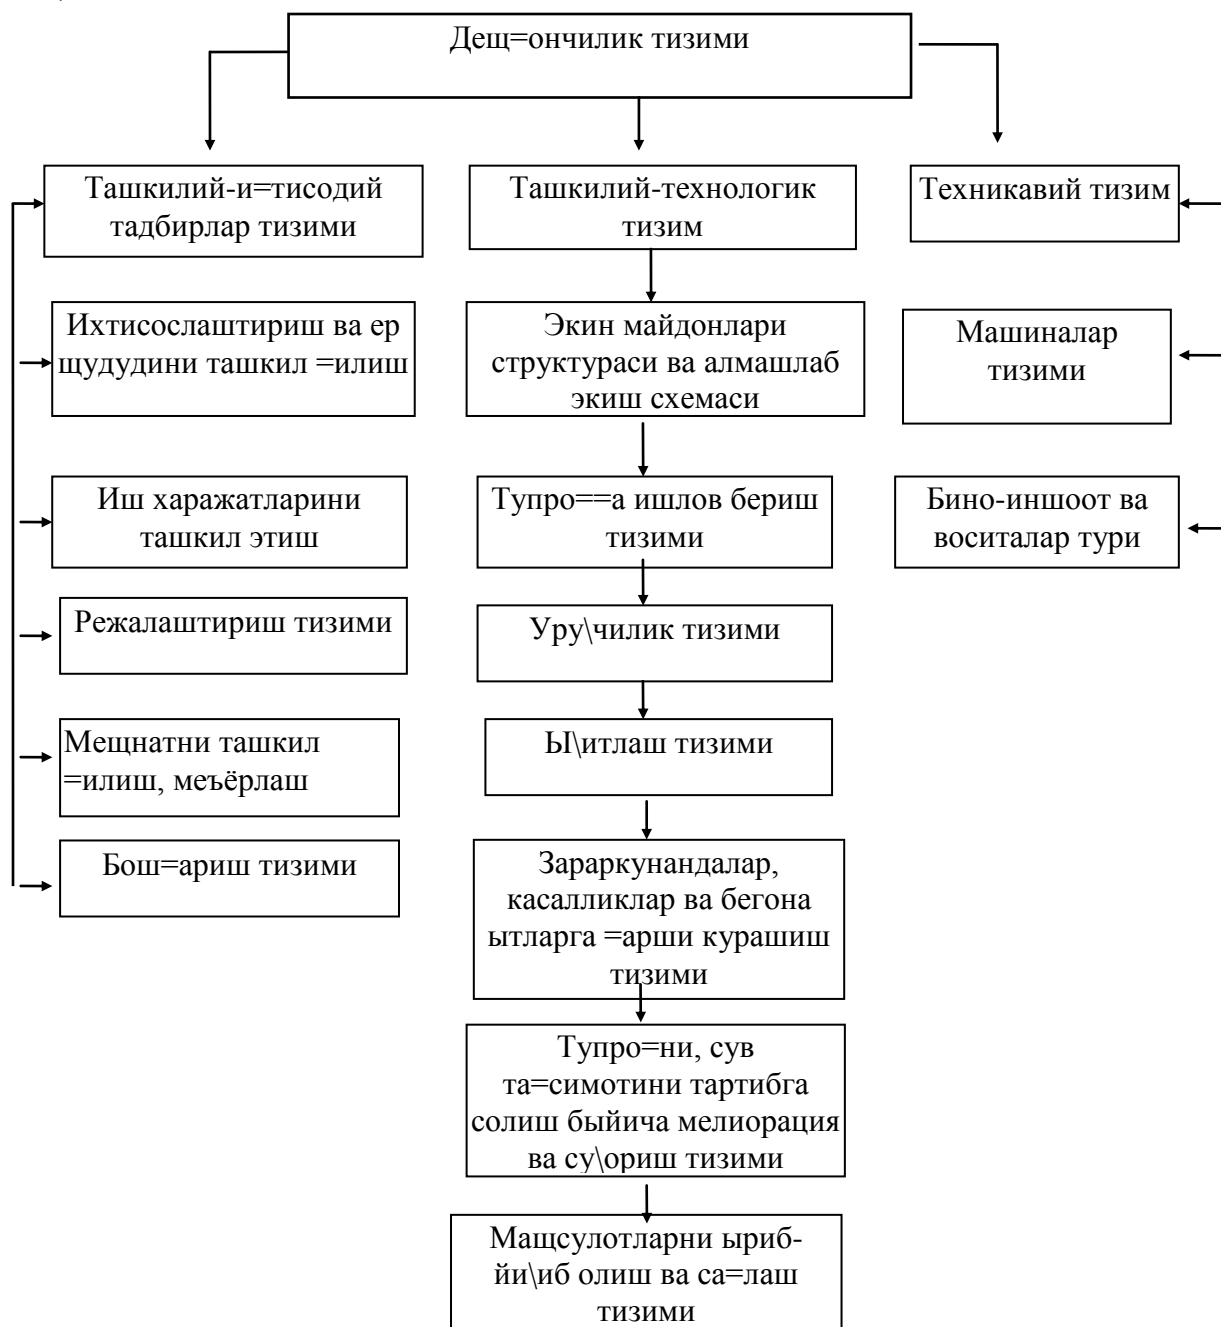 Дещ=ончилик тизими
Ташкилий-и=тисодий
тадбирлар тизими
Ихтисослаштириш ва ер
щудудини ташкил =илиш
Иш харажатларини
ташкил этиш
Режалаштириш тизими
Мещнатни ташкил
=илиш, меъёрлаш
Бош=ариш тизими
Ташкилий-технологик
тизим
Экин майдонлари
структураси ва алмашлаб
экиш схемаси
Тупро==а ишлов бериш
тизими
Уру\чилик тизими
Ы\итлаш тизими
Зараркунандалар,
касалликлар ва бегона
ытларга =арши курашиш
тизими
Тупро=ни, сув
та=симотини тартибга
солиш быйича мелиорация
ва су\ориш тизими
Мащсулотларни ыриб-
йи\иб олиш ва са=лаш
тизими
Техникавий тизим
Машиналар
тизими
Бино-иншоот ва
воситалар тури